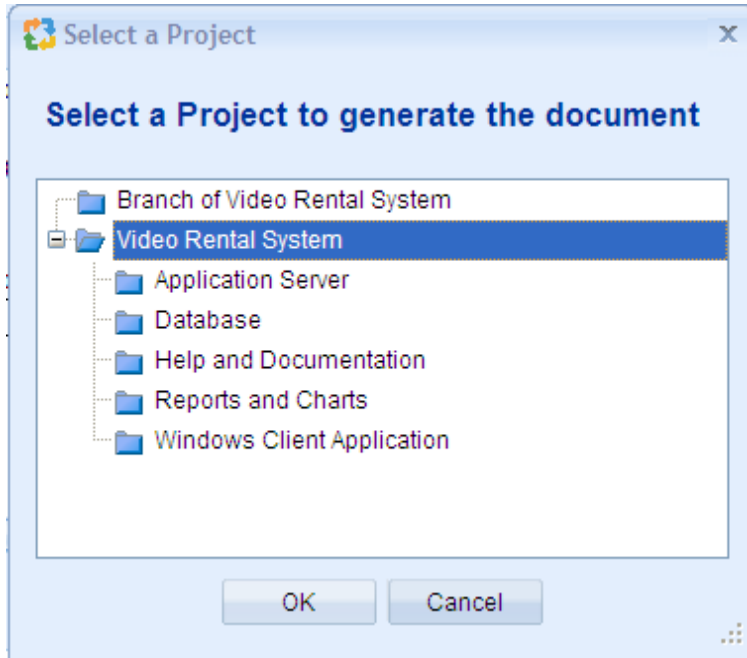 Select a Project
x
Select a Project to generate the document
Branch of Video Rental System
Video Rental System
Application Server
Database
Help and Documentation
Reports and Charts
Windows Client Application
OK Cancel